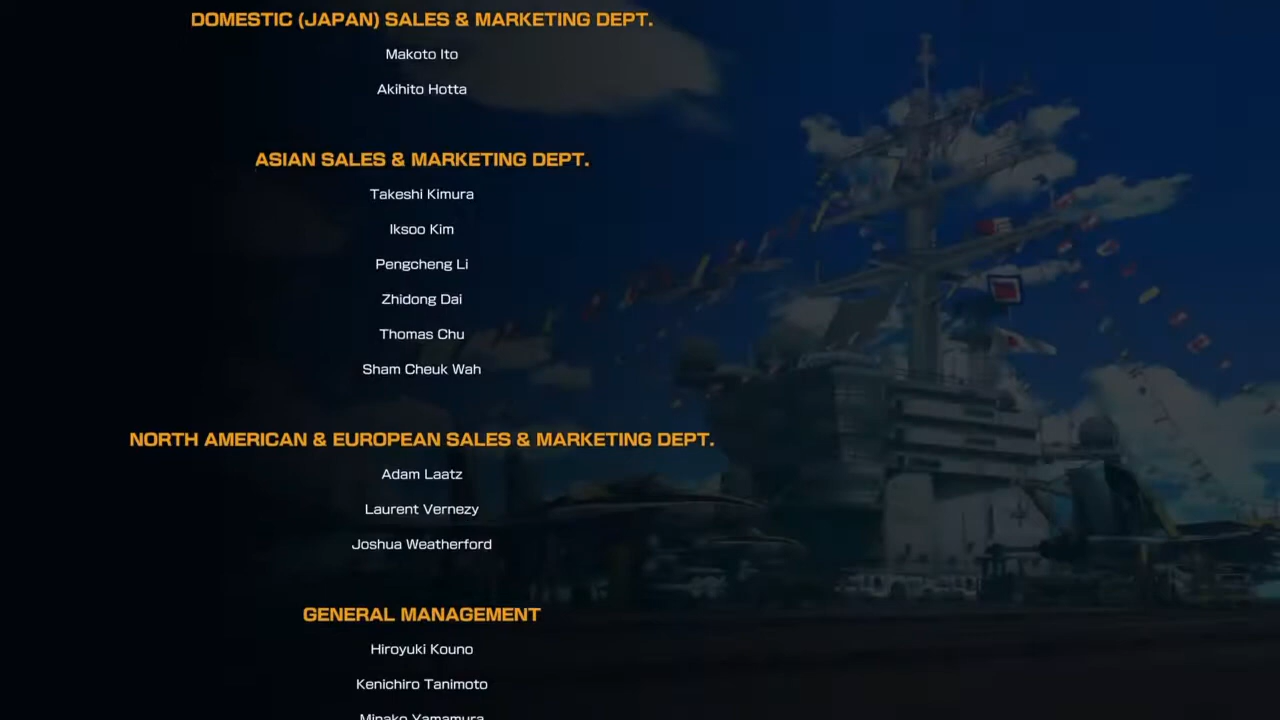 DOMESTIC (JAPAN) SALES & MARKETING DEPT.
Makoto Ito
Akihito Hotta
ASIAN SALES & MARKETING DEPT.
Takeshi Kimura
Iksoo Kim
Pengcheng Li
Zhidong Dai
Thomas Chu
Sham Cheuk Wah
NORTH AMERICAN & EUROPEAN SALES & MARKETING DEPT.
Adam Laatz
Laurent Vernezy
Joshua Weatherford
GENERAL MANAGEMENT
Hiroyuki Kouno
Kenichiro Tanimoto
Minako Yamamura